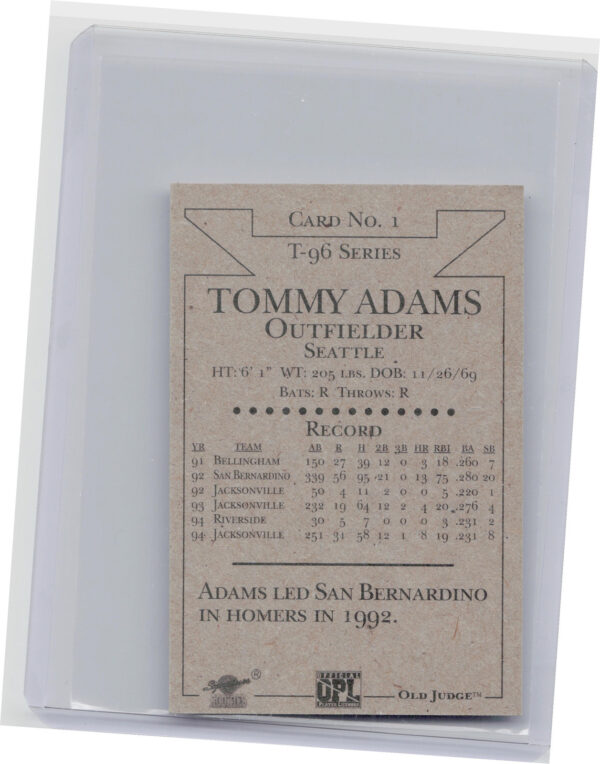 Card No. 1
T-96 Series
TOMMY ADAMS
Outfielder
Seattle
HT: 6' 1" WT: 205 LBS. DOB: 11/26/69
Bats: R Throws: R
Record
YR TEAM AB R H 2B 3B HR RBI BA SB
91 Bellingham 150 27 39 12 0 3 18 .260 7
92 San Bernardino 339 56 95 21 0 13 75 .280 20
92 Jacksonville 50 4 11 2 0 0 5 .220 1
93 Jacksonville 232 19 64 12 2 4 20 .276 4
94 Riverside 30 5 7 0 0 0 3 .231 2
94 Jacksonville 251 31 58 12 1 8 19 .231 8
Adams led San Bernardino
in homers in 1992.
®
OFFICIAL
UPL
Old Judge™